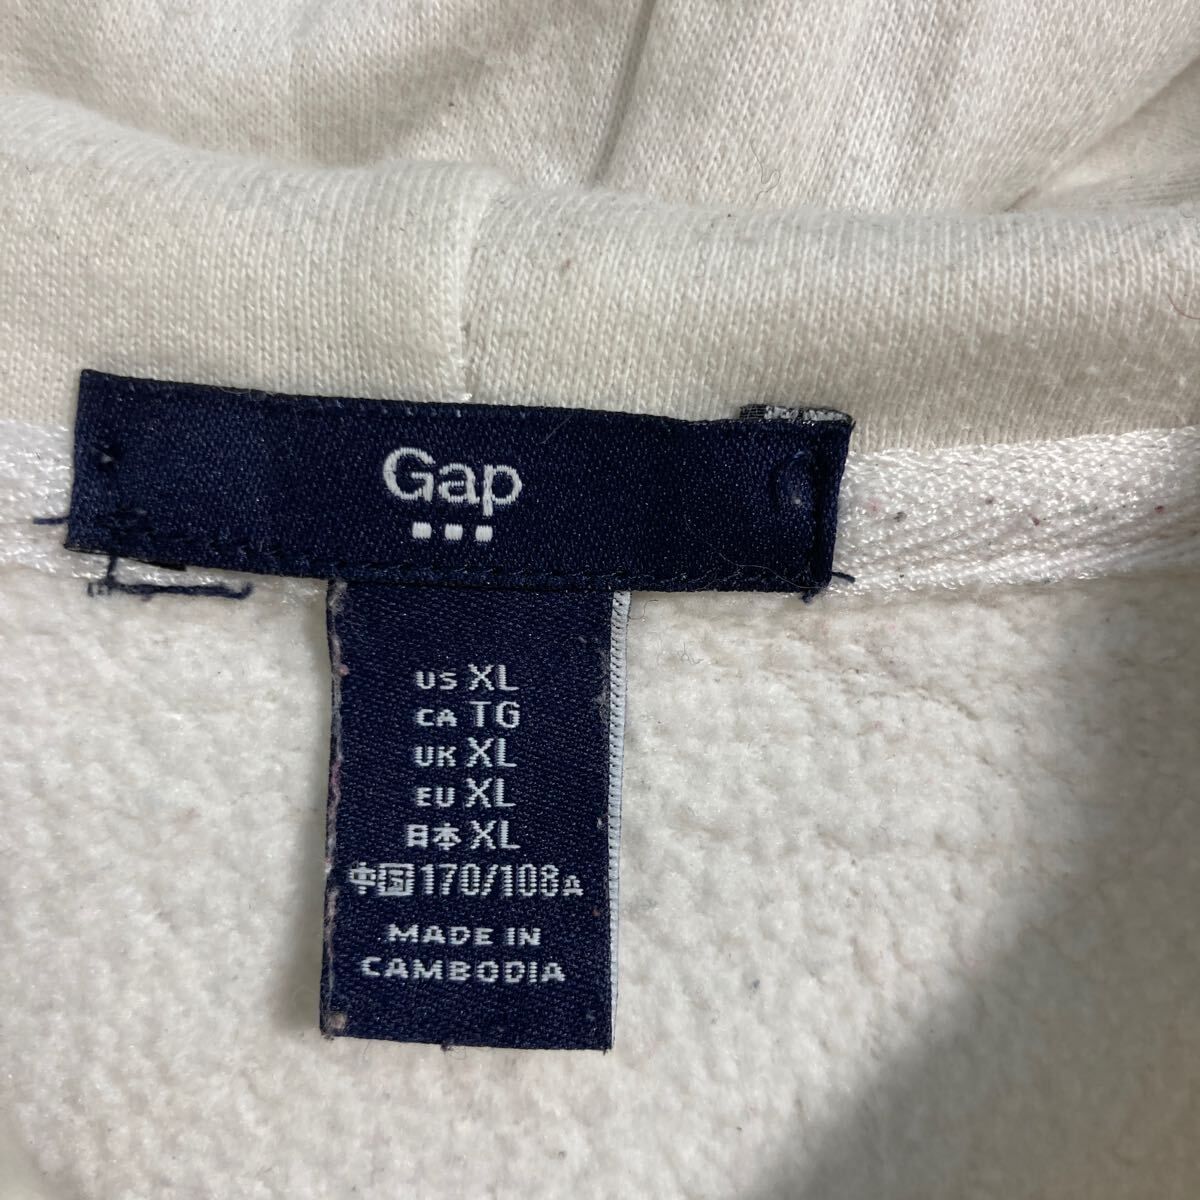 Gap
US XL
CA TG
UK XL
EU XL
日本 XL
中国 170/108A
MADE IN
CAMBODIA